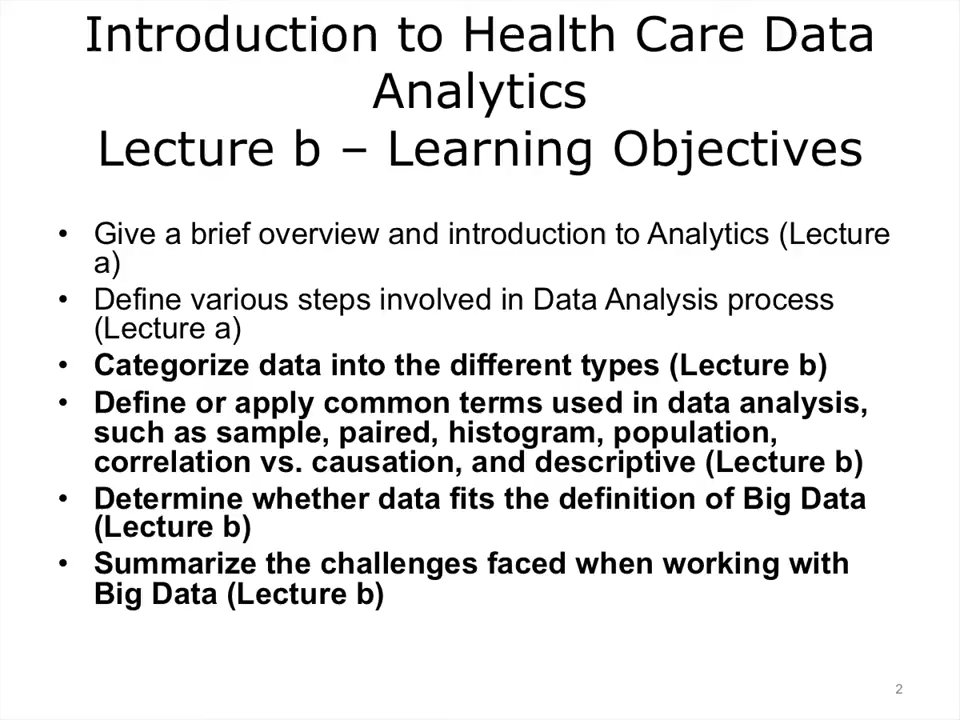 Introduction to Health Care Data
Analytics
Lecture b – Learning Objectives
• Give a brief overview and introduction to Analytics (Lecture
a)
• Define various steps involved in Data Analysis process
(Lecture a)
• Categorize data into the different types (Lecture b)
• Define or apply common terms used in data analysis,
such as sample, paired, histogram, population,
correlation vs. causation, and descriptive (Lecture b)
• Determine whether data fits the definition of Big Data
(Lecture b)
• Summarize the challenges faced when working with
Big Data (Lecture b)
2